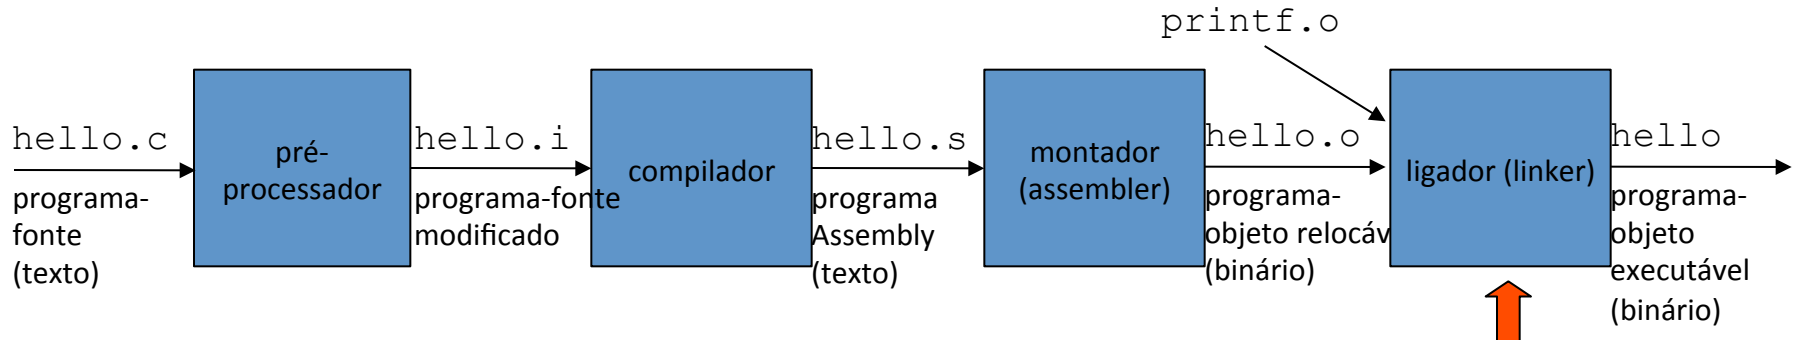 printf.o
hello.c
programa-
fonte
(texto)
pré-
processador
hello.i
programa-fonte
modificado
compilador
hello.s
programa
Assembly
(texto)
montador
(assembler)
hello.o
programa-
objeto relocáv
(binário)
ligador (linker)
hello
programa-
objeto
executável
(binário)